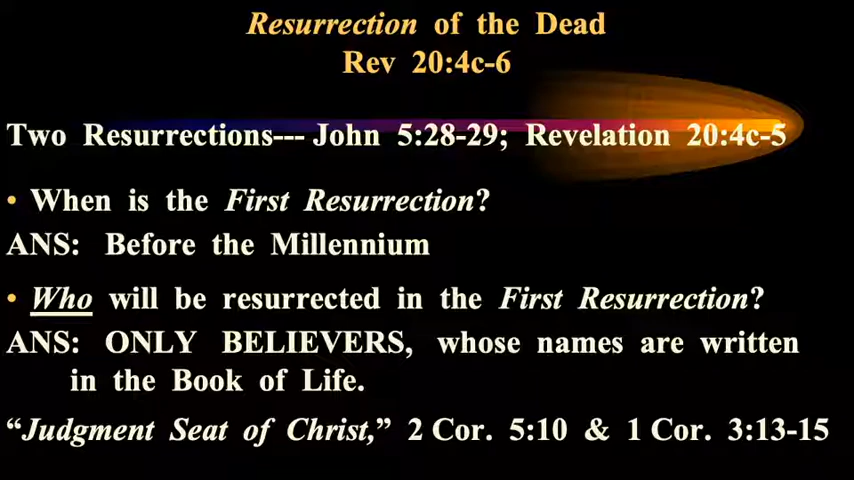 Resurrection of the Dead
Rev 20:4c-6
Two Resurrections--- John 5:28-29; Revelation 20:4c-5
• When is the First Resurrection?
ANS: Before the Millennium
• Who will be resurrected in the First Resurrection?
ANS: ONLY BELIEVERS, whose names are written
in the Book of Life.
“Judgment Seat of Christ,” 2 Cor. 5:10 & 1 Cor. 3:13-15